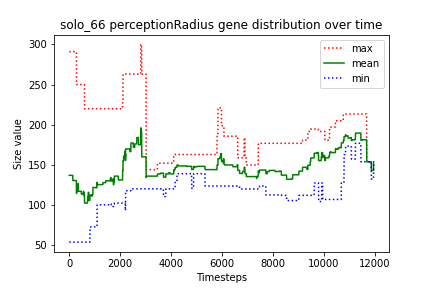 solo_66 perceptionRadius gene distribution over time
300
250
200
150
100
50
Size value
max
mean
min
0 2000 4000 6000 8000 10000 12000
Timesteps